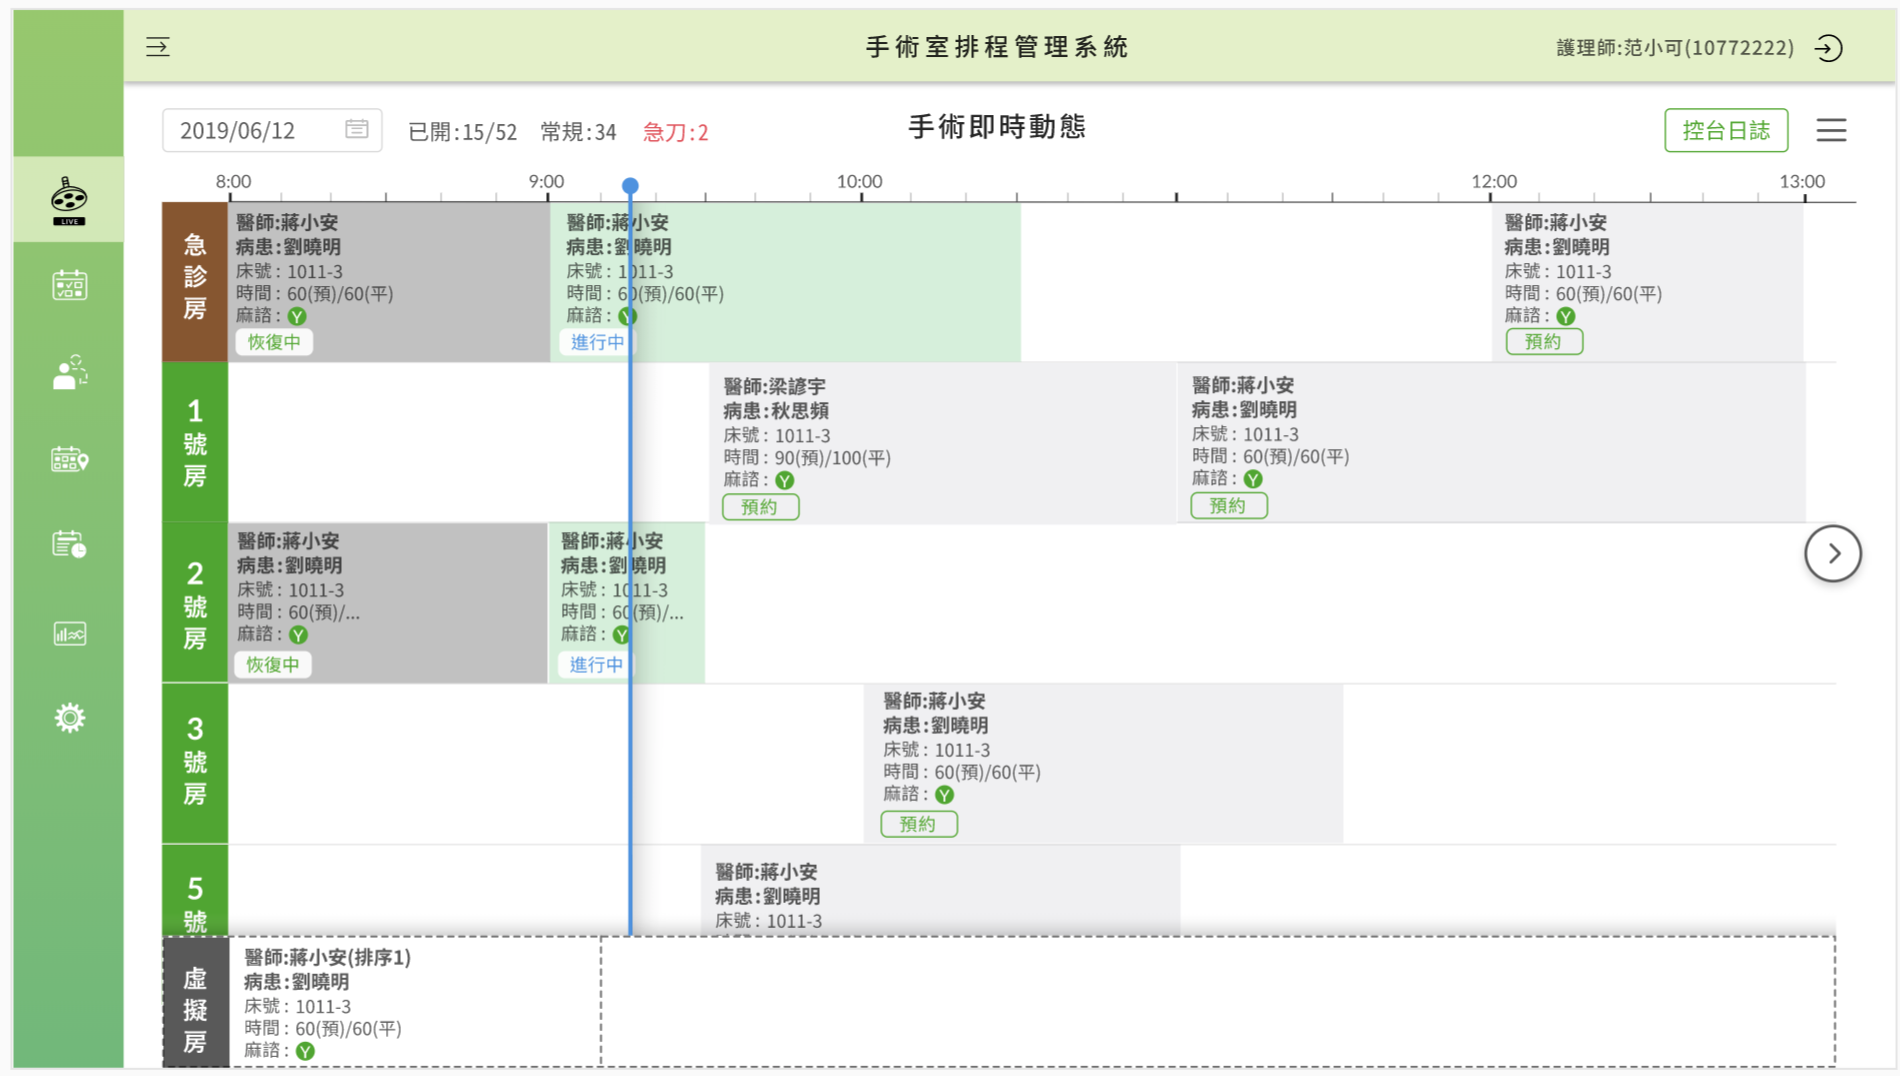 手術室排程管理系統
護理師:范小可(10772222)
2019/06/12
已開:15/52
常規:34
急刀:2
手術即時動態
控台日誌
LIVE
8:00
9:00
10:00
12:00
13:00
急診房
醫師:蔣小安
病患:劉曉明
床號：1011-3
時間：60(預)/60(平)
麻諮：Y
恢復中
醫師:蔣小安
病患:劉曉明
床號：1011-3
時間：60(預)/60(平)
麻諮：Y
進行中
醫師:蔣小安
病患:劉曉明
床號：1011-3
時間：60(預)/60(平)
麻諮：Y
預約
1號房
醫師:梁諺宇
病患:秋思頻
床號：1011-3
時間：90(預)/100(平)
麻諮：Y
預約
醫師:蔣小安
病患:劉曉明
床號：1011-3
時間：60(預)/60(平)
麻諮：Y
預約
2號房
醫師:蔣小安
病患:劉曉明
床號：1011-3
時間：60(預)/...
麻諮：Y
恢復中
醫師:蔣小安
病患:劉曉明
床號：1011-3
時間：60(預)/...
麻諮：Y
進行中
3號房
醫師:蔣小安
病患:劉曉明
床號：1011-3
時間：60(預)/60(平)
麻諮：Y
預約
5號
醫師:蔣小安
病患:劉曉明
床號：1011-3
虛擬房
醫師:蔣小安(排序1)
病患:劉曉明
床號：1011-3
時間：60(預)/60(平)
麻諮：Y